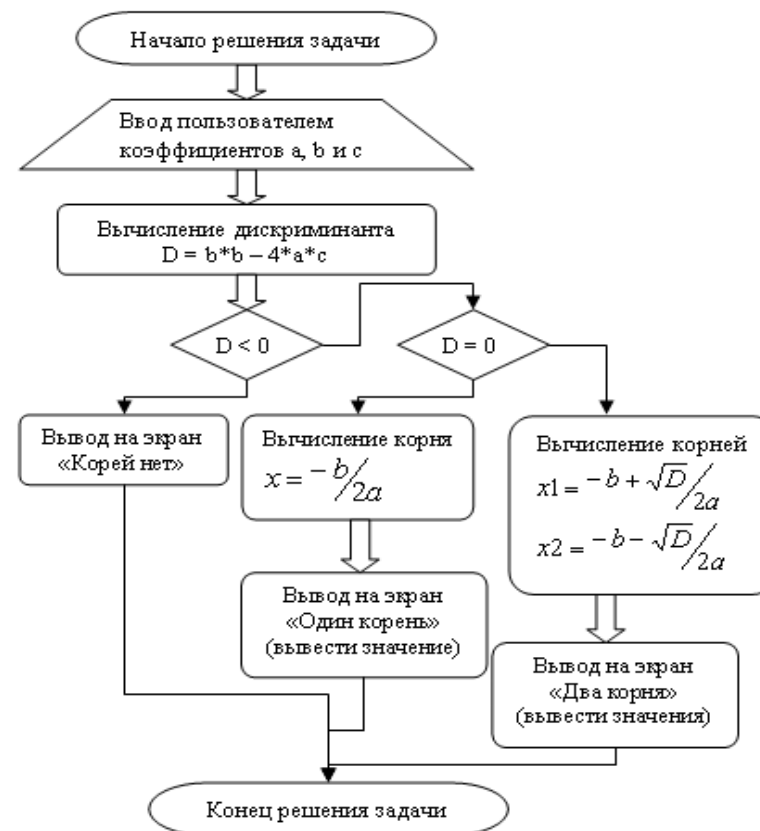 Начало решения задачи
Ввод пользователем
коэффициентов a, b и c
Вычисление дискриминанта
D = b*b – 4*a*c
D < 0
D = 0
Вывод на экран
«Корей нет»
Вычисление корня
x = -b/2a
Вывод на экран
«Один корень»
(вывести значение)
Вычисление корней
x1 = -b + √D/2a
x2 = -b - √D/2a
Вывод на экран
«Два корня»
(вывести значения)
Конец решения задачи